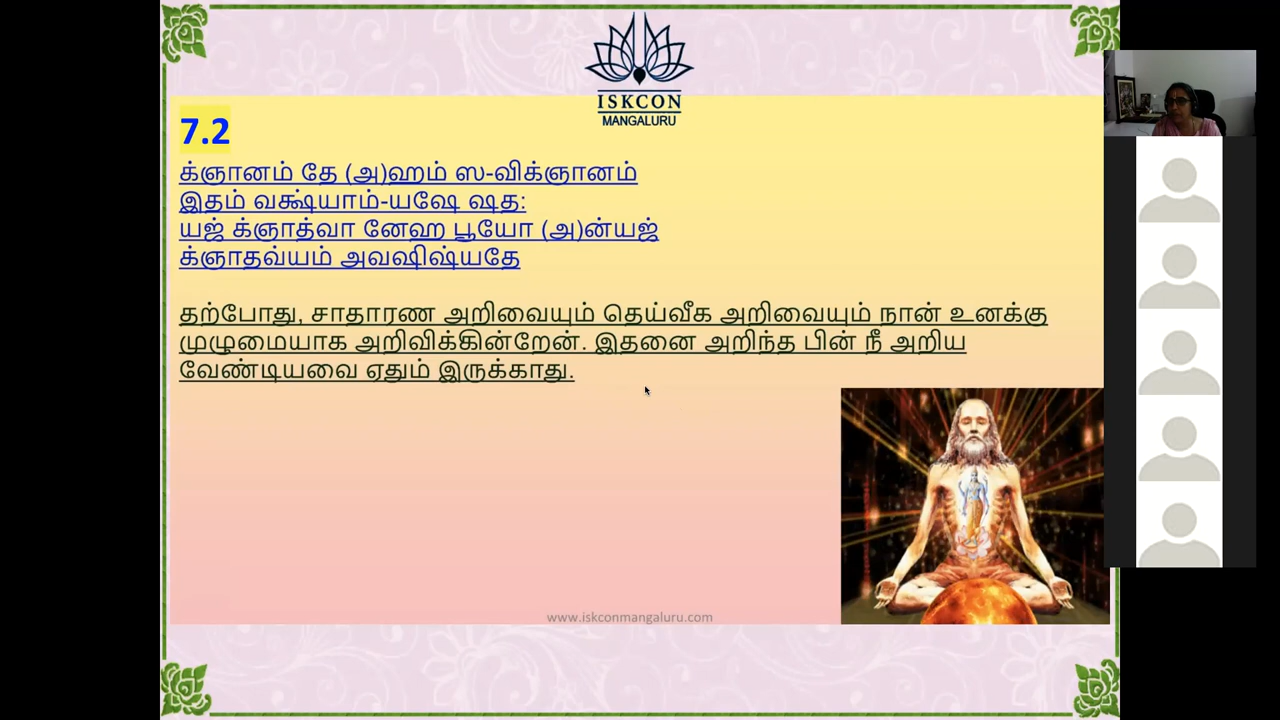 ISKCON
MANGALURU
7.2
க்ஞானம் தே (அ)ஹம் ஸ-விக்ஞானம்
இதம் வக்ஷ்யாம்-யஷே ஷத:
யஜ் க்ஞாத்வா னேஹ பூயோ (அ)ன்யஜ்
க்ஞாதவ்யம் அவஷிஷ்யதே
தற்போது, சாதாரண அறிவையும் தெய்வீக அறிவையும் நான் உனக்கு
முழுமையாக அறிவிக்கின்றேன். இதனை அறிந்த பின் நீ அறிய
வேண்டியவை ஏதும் இருக்காது.
www.iskconmangaluru.com